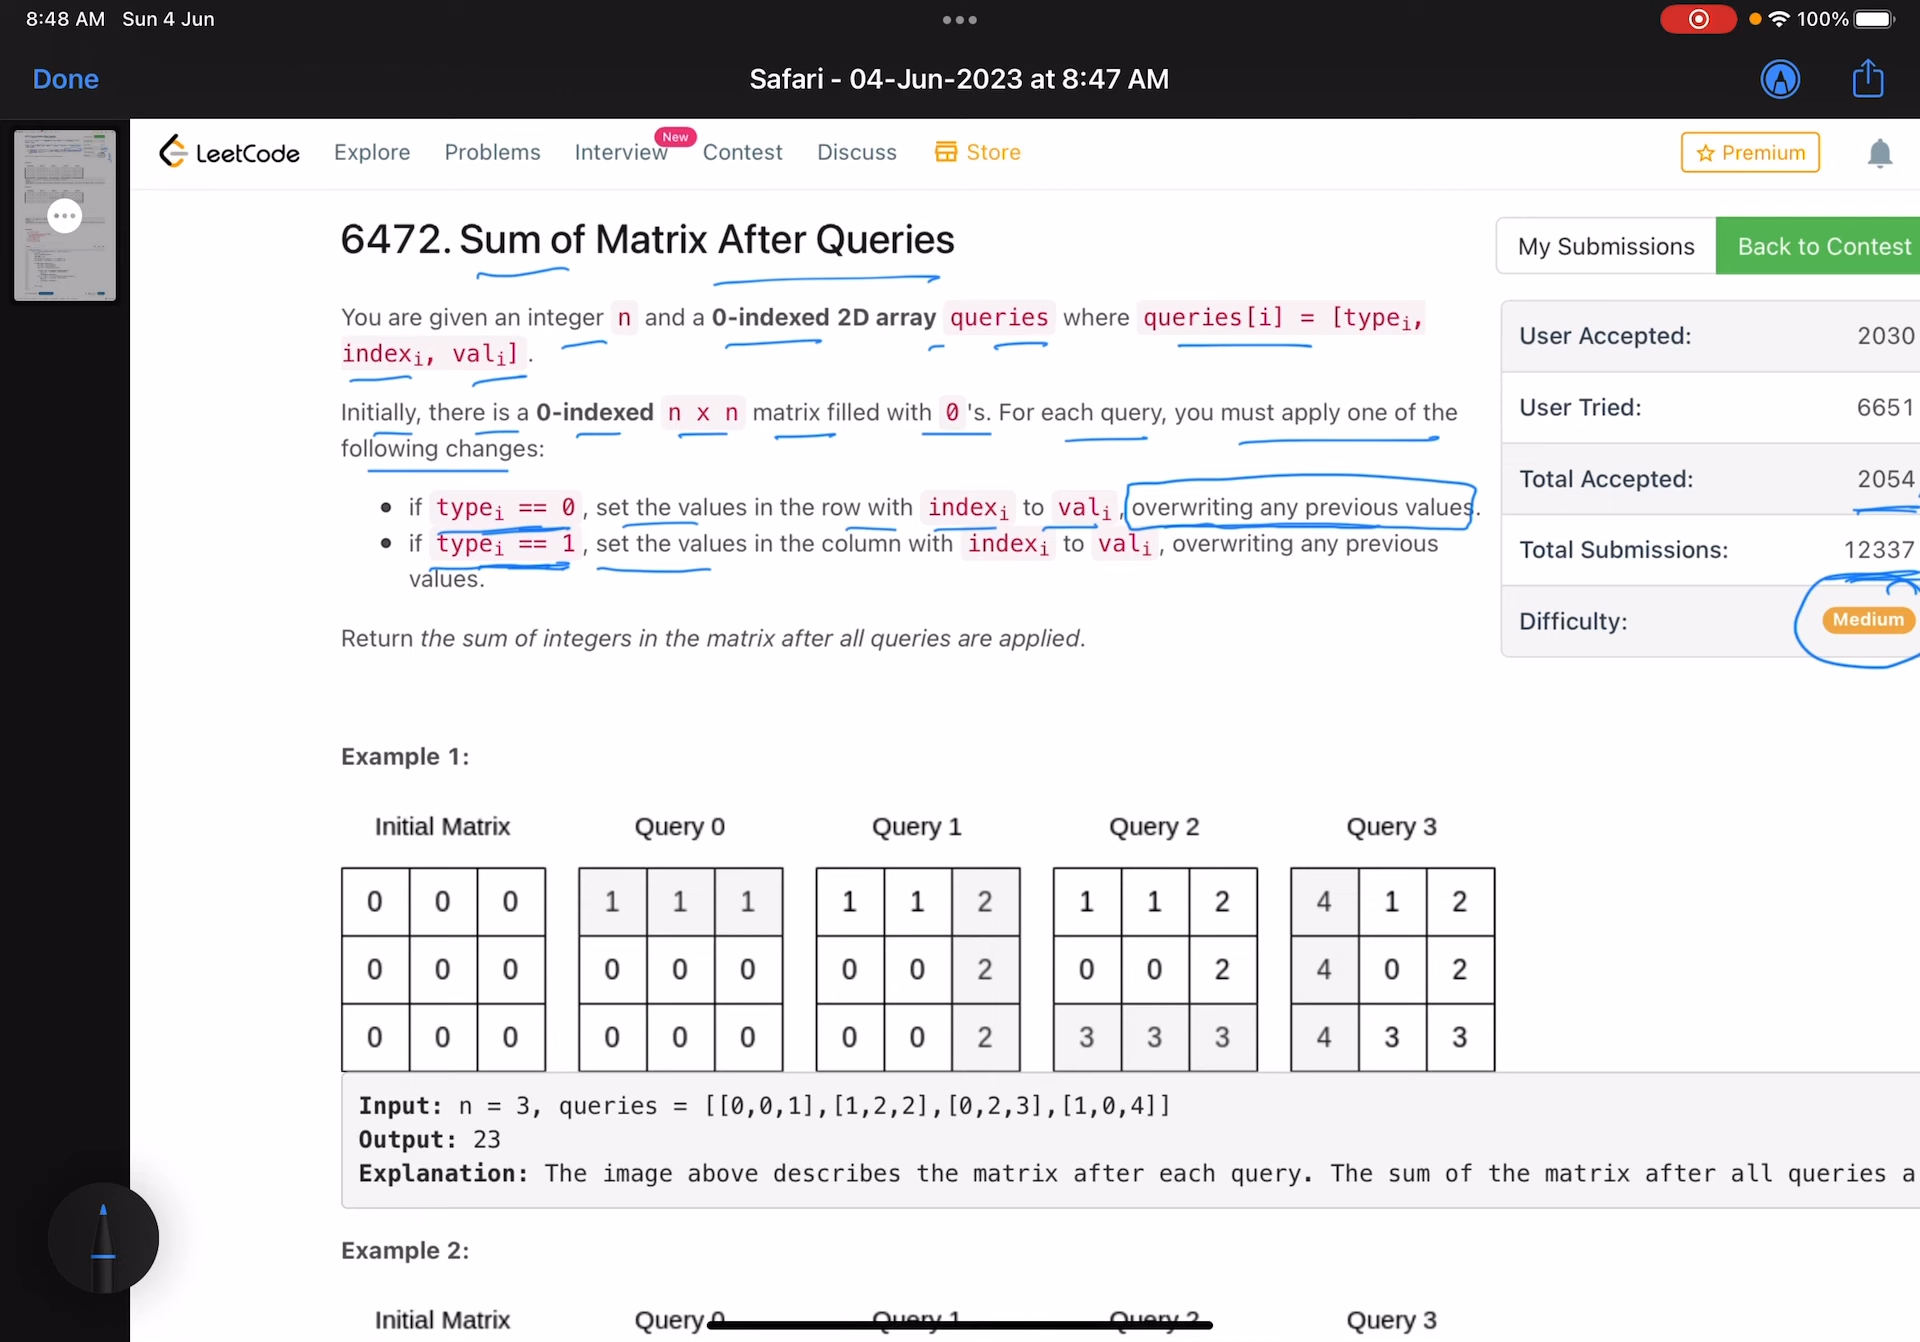 8:48 AM Sun 4 Jun
100%
Done
Safari - 04-Jun-2023 at 8:47 AM
LeetCode Explore Problems Interview New Contest Discuss Store Premium
6472. Sum of Matrix After Queries
My Submissions Back to Contest
You are given an integer n and a 0-indexed 2D array queries where queries[i] = [typei,
indexi, vali].
Initially, there is a 0-indexed n x n matrix filled with 0 's. For each query, you must apply one of the
following changes:
• if typei == 0, set the values in the row with indexi to vali, overwriting any previous values.
• if typei == 1, set the values in the column with indexi to vali, overwriting any previous
values.
Return the sum of integers in the matrix after all queries are applied.
User Accepted: 2030
User Tried: 6651
Total Accepted: 2054
Total Submissions: 12337
Difficulty: Medium
Example 1:
Initial Matrix Query 0 Query 1 Query 2 Query 3
0 0 0 1 1 1 1 1 2 1 1 2 4 1 2
0 0 0 0 0 0 0 0 2 0 0 2 4 0 2
0 0 0 0 0 0 0 0 2 3 3 3 4 3 3
Input: n = 3, queries = [[0,0,1],[1,2,2],[0,2,3],[1,0,4]]
Output: 23
Explanation: The image above describes the matrix after each query. The sum of the matrix after all queries a
Example 2:
Initial Matrix Query 0 Query 1 Query 2 Query 3